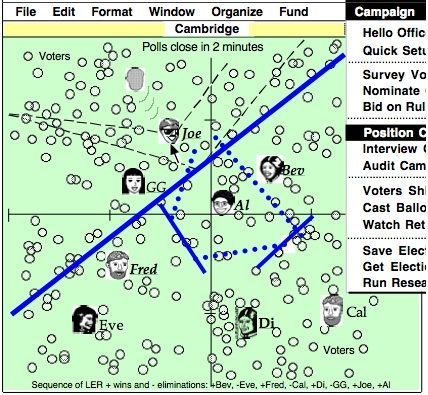 File Edit Format Window Organize Fund
Campaign
Cambridge
Hello Offic
Quick Setu
Voters
Polls close in 2 minutes
Survey Vo
Nominate
Bid on Rul
Joe
Position C
Interview
Audit Cam
Bev
GG
Voters Shi
Al
Cast Ballo
Watch Ret
Save Electi
Fred
Get Electio
Run Resea
Eve
Di
Cal
Voters
Sequence of LER + wins and - eliminations: +Bev, -Eve, +Fred, -Cal, +Di, -GG, +Joe, +Al